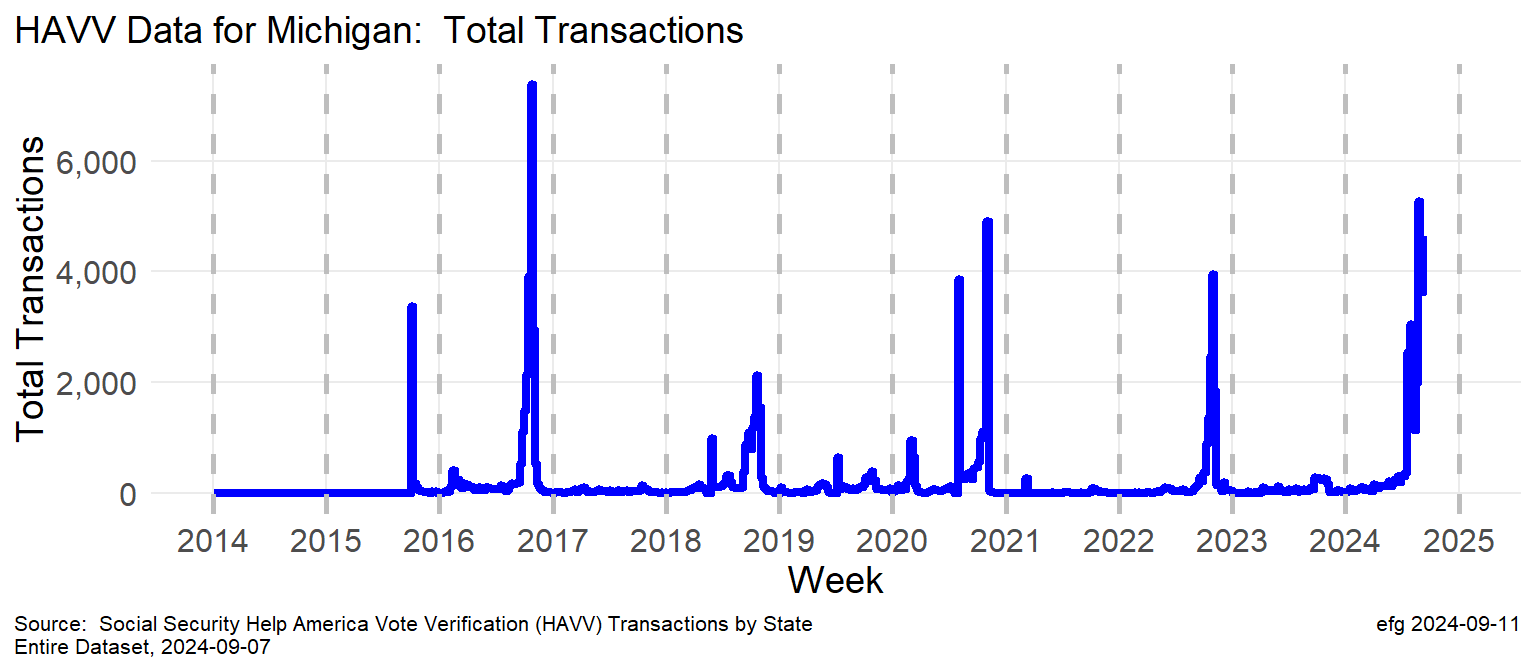 HAVV Data for Michigan:  Total Transactions
Total Transactions
6,000
4,000
2,000
0
2014 2015 2016 2017 2018 2019 2020 2021 2022 2023 2024 2025
Week
Source:  Social Security Help America Vote Verification (HAVV) Transactions by State
Entire Dataset, 2024-09-07
efg 2024-09-11